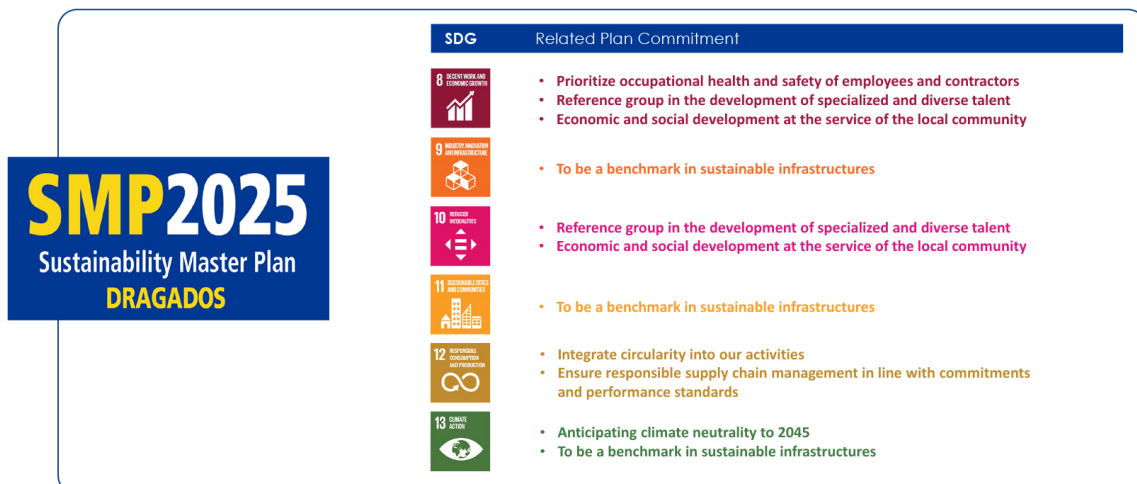 SDG Related Plan Commitment
8 DECENT WORK AND
ECONOMIC GROWTH
• Prioritize occupational health and safety of employees and contractors
• Reference group in the development of specialized and diverse talent
• Economic and social development at the service of the local community
9 INDUSTRY, INNOVATION
AND INFRASTRUCTURE
• To be a benchmark in sustainable infrastructures
SMP2025
Sustainability Master Plan
DRAGADOS
10 REDUCED
INEQUALITIES
• Reference group in the development of specialized and diverse talent
• Economic and social development at the service of the local community
11 SUSTAINABLE CITIES
AND COMMUNITIES
• To be a benchmark in sustainable infrastructures
12 RESPONSIBLE
CONSUMPTION
AND PRODUCTION
• Integrate circularity into our activities
• Ensure responsible supply chain management in line with commitments
and performance standards
13 CLIMATE
ACTION
• Anticipating climate neutrality to 2045
• To be a benchmark in sustainable infrastructures